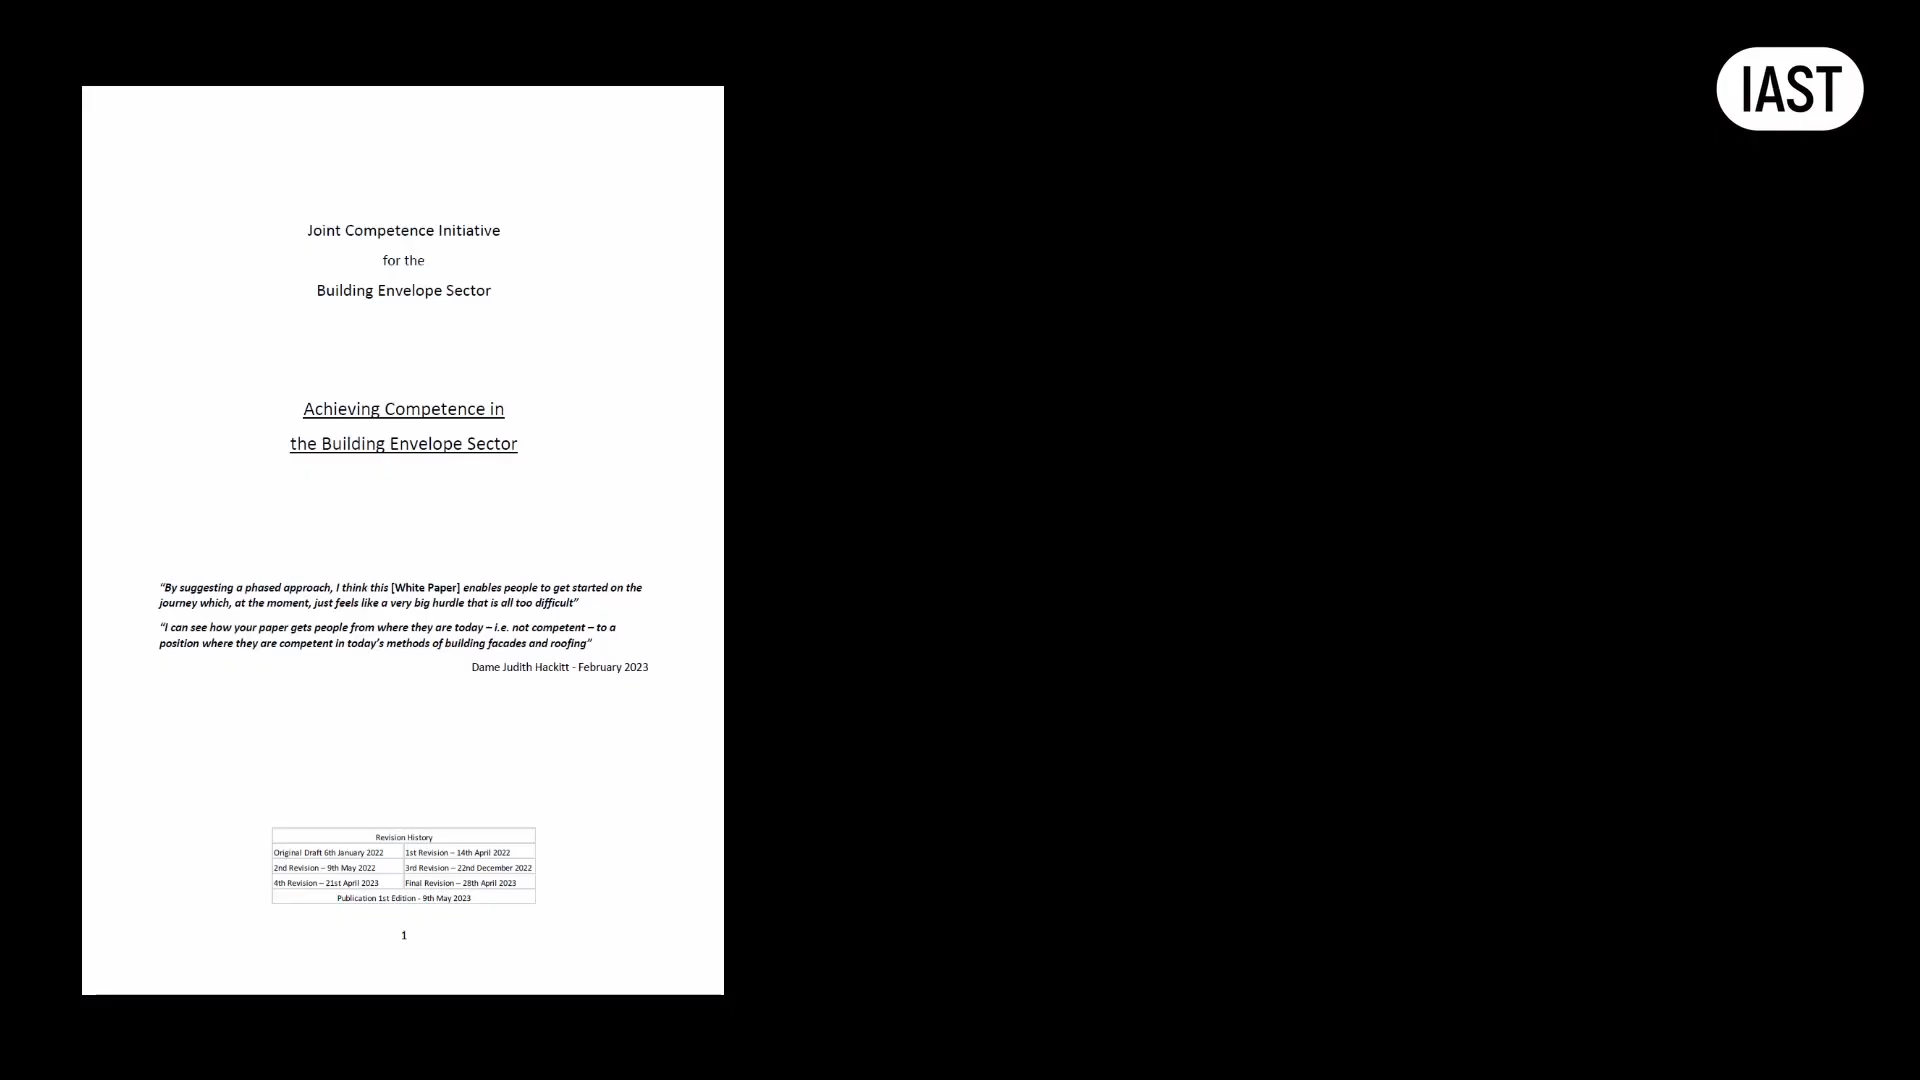 IAST
Joint Competence Initiative
for the
Building Envelope Sector
Achieving Competence in
the Building Envelope Sector
“By suggesting a phased approach, I think this [White Paper] enables people to get started on the
journey which, at the moment, just feels like a very big hurdle that is all too difficult”
“I can see how your paper gets people from where they are today – i.e. not competent – to a
position where they are competent in today’s methods of building facades and roofing”
Dame Judith Hackitt - February 2023
Revision History
Original Draft 6th January 2022 1st Revision – 14th April 2022
2nd Revision – 9th May 2022 3rd Revision – 22nd December 2022
4th Revision – 21st April 2023 Final Revision – 28th April 2023
Publication 1st Edition - 9th May 2023
1